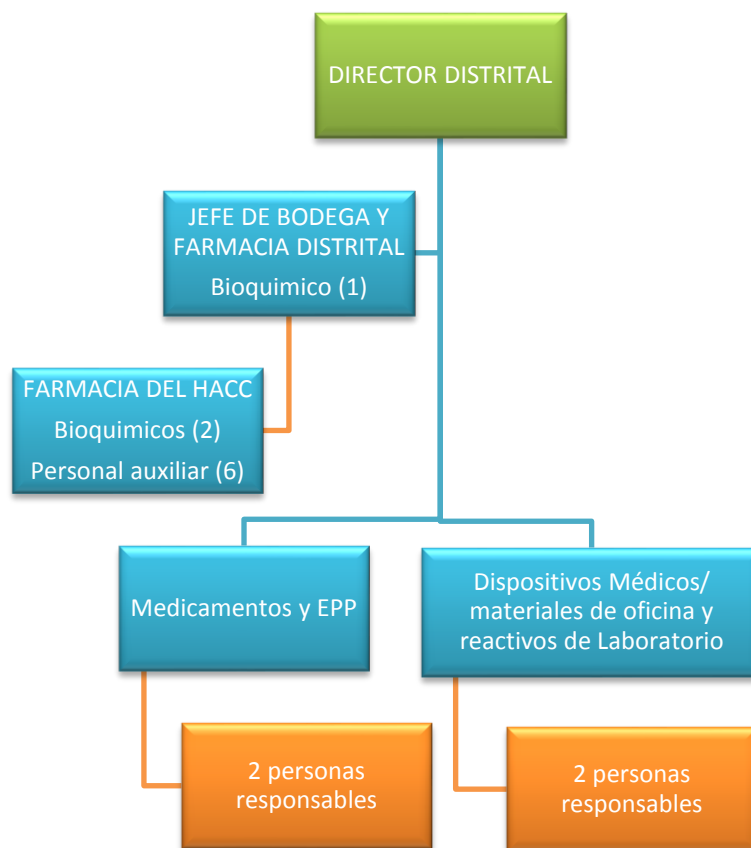 DIRECTOR DISTRITAL
JEFE DE BODEGA Y
FARMACIA DISTRITAL
Bioquimico (1)
FARMACIA DEL HACC
Bioquimicos (2)
Personal auxiliar (6)
Medicamentos y EPP
Dispositivos Médicos/
materiales de oficina y
reactivos de Laboratorio
2 personas
responsables
2 personas
responsables